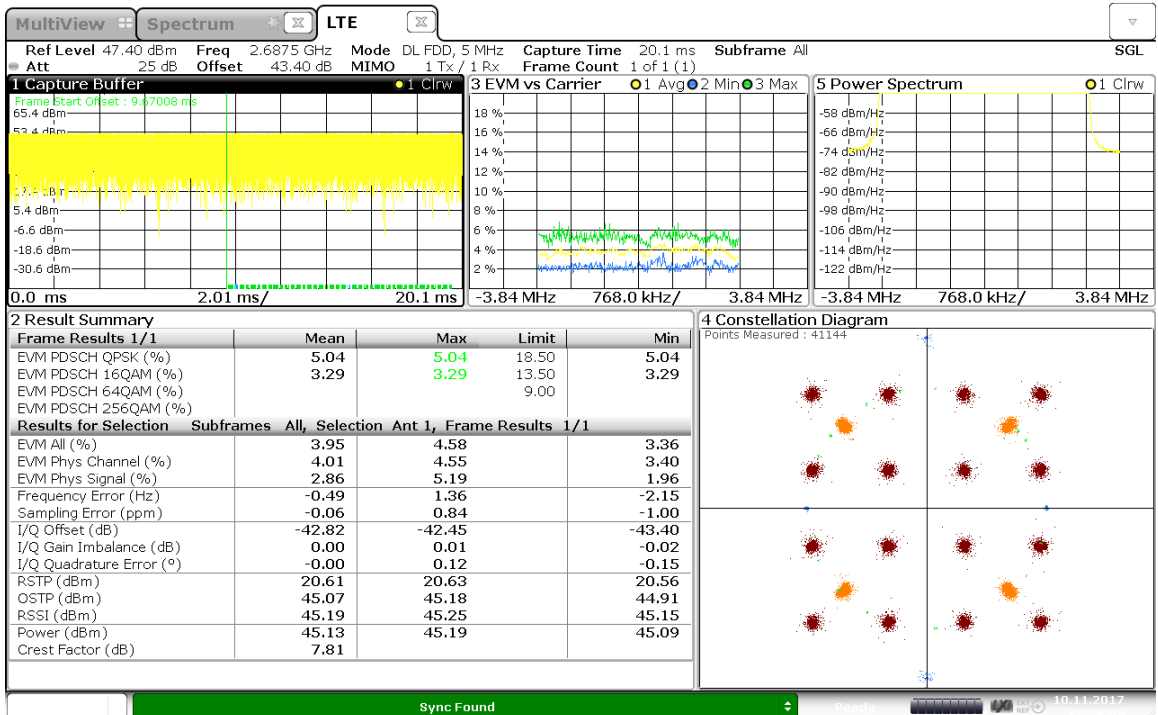 MultiView Spectrum LTE
Ref Level 47.40 dBm Freq 2.6875 GHz Mode DL FDD, 5 MHz Capture Time 20.1 ms Subframe All SGL
Att 25 dB Offset 43.40 dB MIMO 1 Tx / 1 Rx Frame Count 1 of 1 (1)
1 Capture Buffer 1 Clrw
Frame Start Offset : 9.67008 ms
65.4 dBm
53.4 dBm
5.4 dBm
-6.6 dBm
-18.6 dBm
-30.6 dBm
0.0 ms 2.01 ms/ 20.1 ms
3 EVM vs Carrier 1 Avg 2 Min 3 Max
18 %
16 %
14 %
12 %
10 %
8 %
6 %
4 %
2 %
-3.84 MHz 768.0 kHz/ 3.84 MHz
5 Power Spectrum 1 Clrw
-58 dBm/Hz
-66 dBm/Hz
-74 dBm/Hz
-82 dBm/Hz
-90 dBm/Hz
-98 dBm/Hz
-106 dBm/Hz
-114 dBm/Hz
-122 dBm/Hz
-3.84 MHz 768.0 kHz/ 3.84 MHz
2 Result Summary
Frame Results 1/1 Mean Max Limit Min
EVM PDSCH QPSK (%) 5.04 5.04 18.50 5.04
EVM PDSCH 16QAM (%) 3.29 3.29 13.50 3.29
EVM PDSCH 64QAM (%) 9.00
EVM PDSCH 256QAM (%)
Results for Selection Subframes All, Selection Ant 1, Frame Results 1/1
EVM All (%) 3.95 4.58 3.36
EVM Phys Channel (%) 4.01 4.55 3.40
EVM Phys Signal (%) 2.86 5.19 1.96
Frequency Error (Hz) -0.49 1.36 -2.15
Sampling Error (ppm) -0.06 0.84 -1.00
I/Q Offset (dB) -42.82 -42.45 -43.40
I/Q Gain Imbalance (dB) 0.00 0.01 -0.02
I/Q Quadrature Error (°) -0.00 0.12 -0.15
RSTP (dBm) 20.61 20.63 20.56
OSTP (dBm) 45.07 45.18 44.91
RSSI (dBm) 45.19 45.25 45.15
Power (dBm) 45.13 45.19 45.09
Crest Factor (dB) 7.81
4 Constellation Diagram
Points Measured : 41144
Sync Found
Ready
10.11.2017